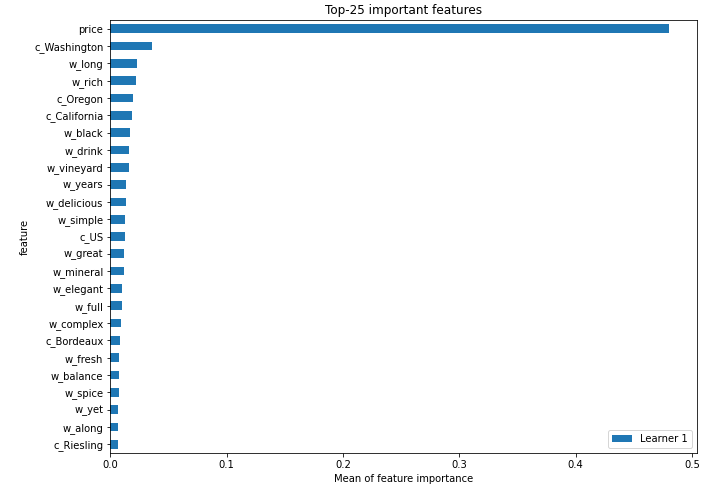 Top-25 important features
price
c_Washington
w_long
w_rich
c_Oregon
c_California
w_black
w_drink
w_vineyard
w_years
w_delicious
w_simple
c_US
w_great
w_mineral
w_elegant
w_full
w_complex
c_Bordeaux
w_fresh
w_balance
w_spice
w_yet
w_along
c_Riesling
feature
Learner 1
0.0 0.1 0.2 0.3 0.4 0.5
Mean of feature importance